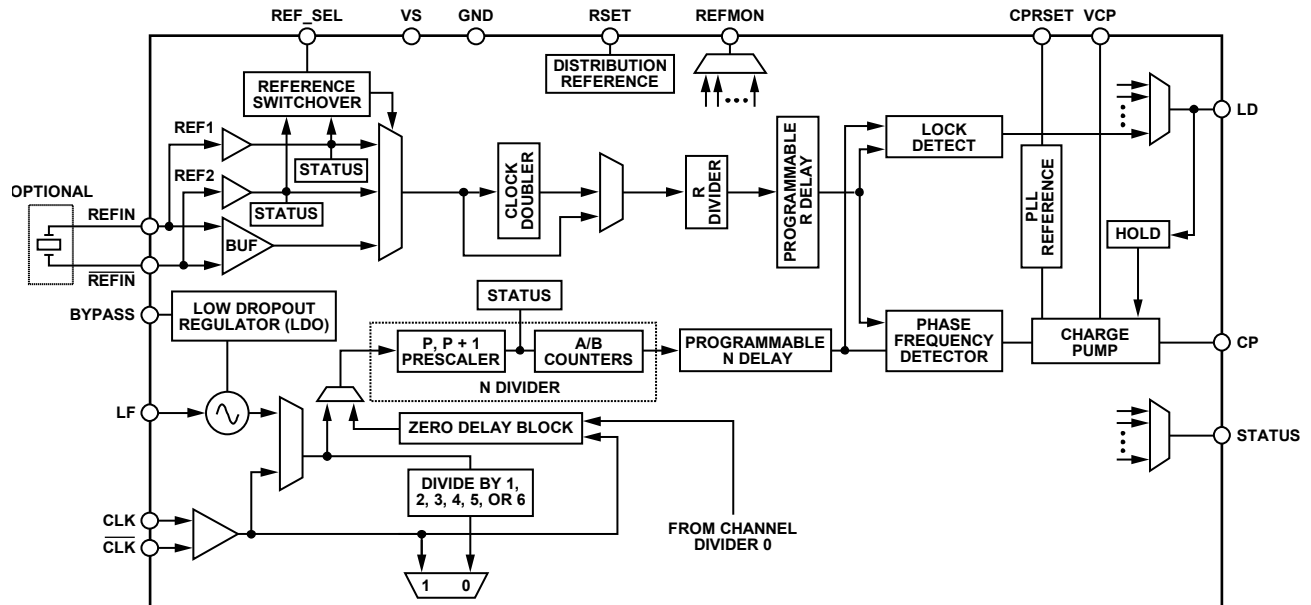 REF_SEL
VS
GND
RSET
REFMON
CPRSET
VCP
REFERENCE
SWITCHOVER
DISTRIBUTION
REFERENCE
REF1
STATUS
REF2
STATUS
OPTIONAL
REFIN
REFIN
BUF
CLOCK
DOUBLER
R
DIVIDER
PROGRAMMABLE
R DELAY
LOCK
DETECT
LD
PLL
REFERENCE
HOLD
BYPASS
LOW DROPOUT
REGULATOR (LDO)
STATUS
P, P + 1
PRESCALER
A/B
COUNTERS
N DIVIDER
PROGRAMMABLE
N DELAY
PHASE
FREQUENCY
DETECTOR
CHARGE
PUMP
CP
LF
ZERO DELAY BLOCK
STATUS
DIVIDE BY 1,
2, 3, 4, 5, OR 6
CLK
CLK
FROM CHANNEL
DIVIDER 0
1 0